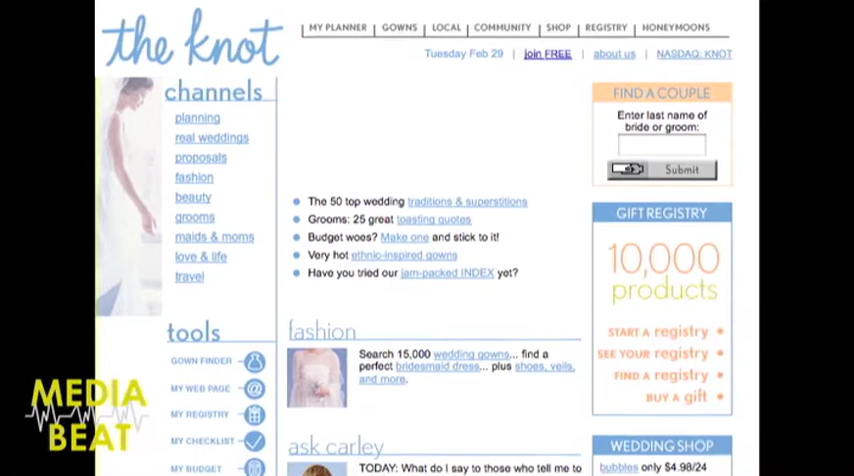 the knot
MY PLANNER | GOWNS | LOCAL | COMMUNITY | SHOP | REGISTRY | HONEYMOONS
Tuesday Feb 29 | join FREE | about us | NASDAQ: KNOT
channels
planning
real weddings
proposals
fashion
beauty
grooms
maids & moms
love & life
travel
tools
GOWN FINDER
MY WEB PAGE @
MY REGISTRY
MY CHECKLIST
MY BUDGET
The 50 top wedding traditions & superstitions
Grooms: 25 great toasting quotes
Budget woes? Make one and stick to it!
Very hot ethnic-inspired gowns
Have you tried our jam-packed INDEX yet?
fashion
Search 15,000 wedding gowns... find a
perfect bridesmaid dress... plus shoes, veils,
and more.
ask carley
TODAY: What do I say to those who tell me to
FIND A COUPLE
Enter last name of
bride or groom:
Submit
GIFT REGISTRY
10,000
products
START A registry
SEE YOUR registry
FIND A registry
BUY A gift
WEDDING SHOP
bubbles only $4.98/24
MEDIA
BEAT